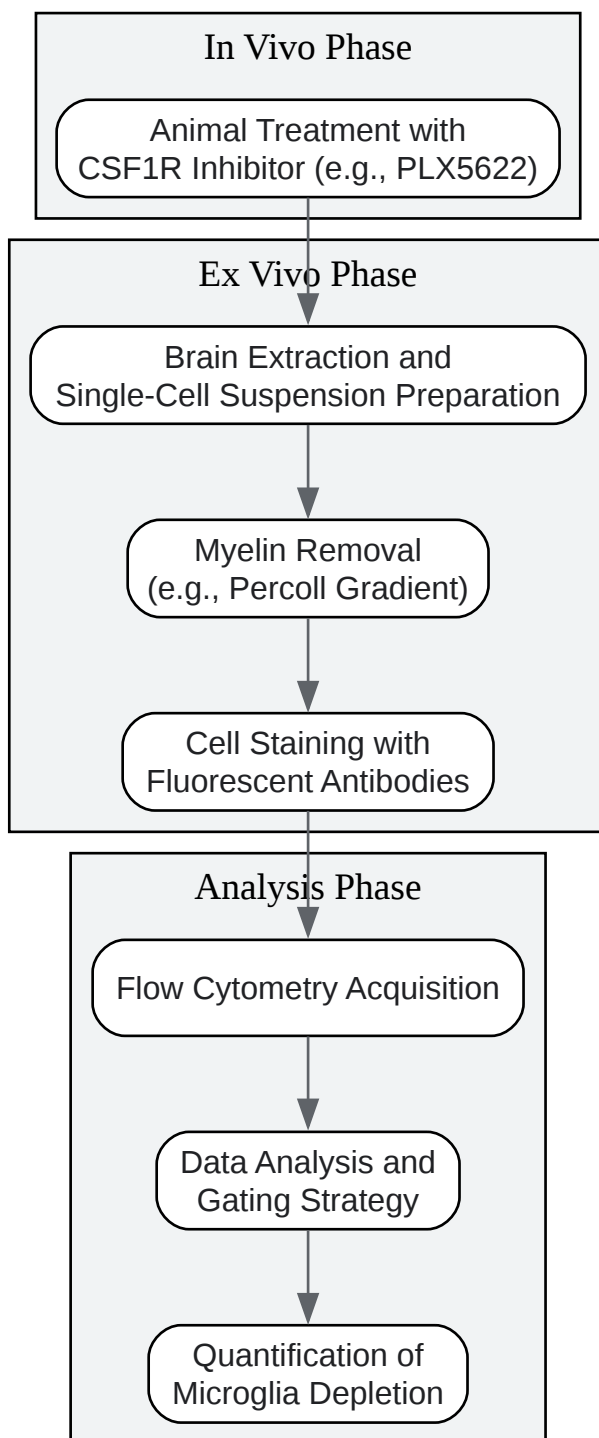 In Vivo Phase
Animal Treatment with
CSF1R Inhibitor (e.g., PLX5622)
Ex Vivo Phase
Brain Extraction and
Single-Cell Suspension Preparation
Myelin Removal
(e.g., Percoll Gradient)
Cell Staining with
Fluorescent Antibodies
Analysis Phase
Flow Cytometry Acquisition
Data Analysis and
Gating Strategy
Quantification of
Microglia Depletion